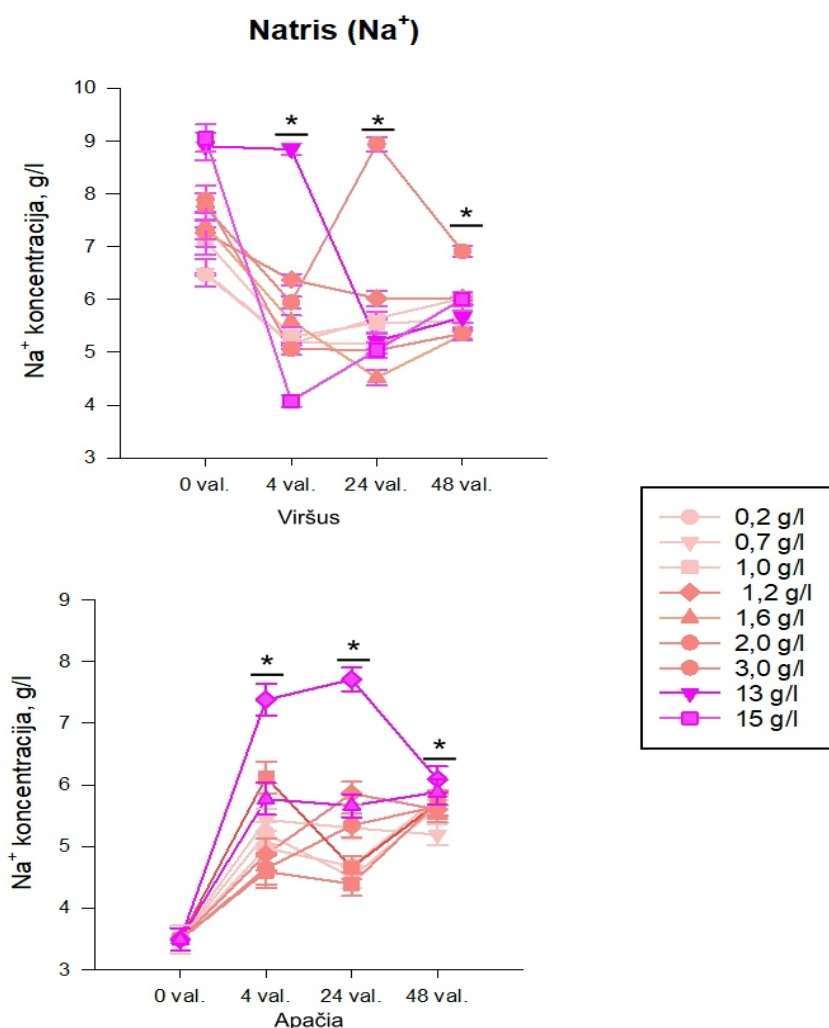 Natris (Na⁺)
Na⁺ koncentracija, g/l
10
9
8
7
6
5
4
3
* * *
0 val. 4 val. 24 val. 48 val.
Viršus
0,2 g/l
0,7 g/l
1,0 g/l
1,2 g/l
1,6 g/l
2,0 g/l
3,0 g/l
13 g/l
15 g/l
Na⁺ koncentracija, g/l
9
8
7
6
5
4
3
* * *
0 val. 4 val. 24 val. 48 val.
Apačia